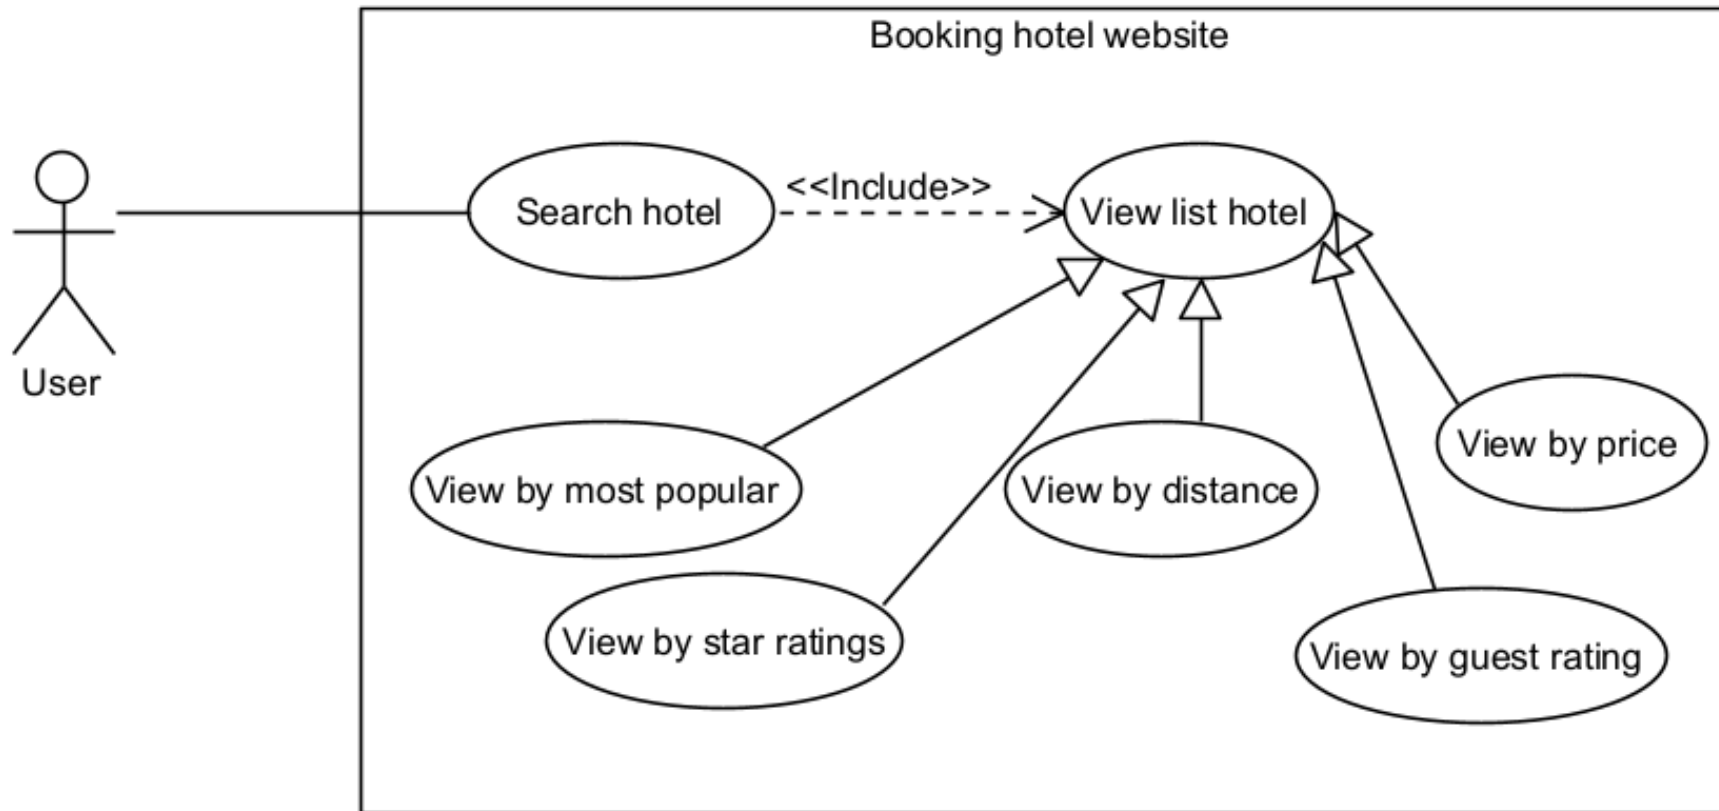 Booking hotel website
Search hotel
<<Include>>
View list hotel
User
View by most popular
View by distance
View by price
View by star ratings
View by guest rating